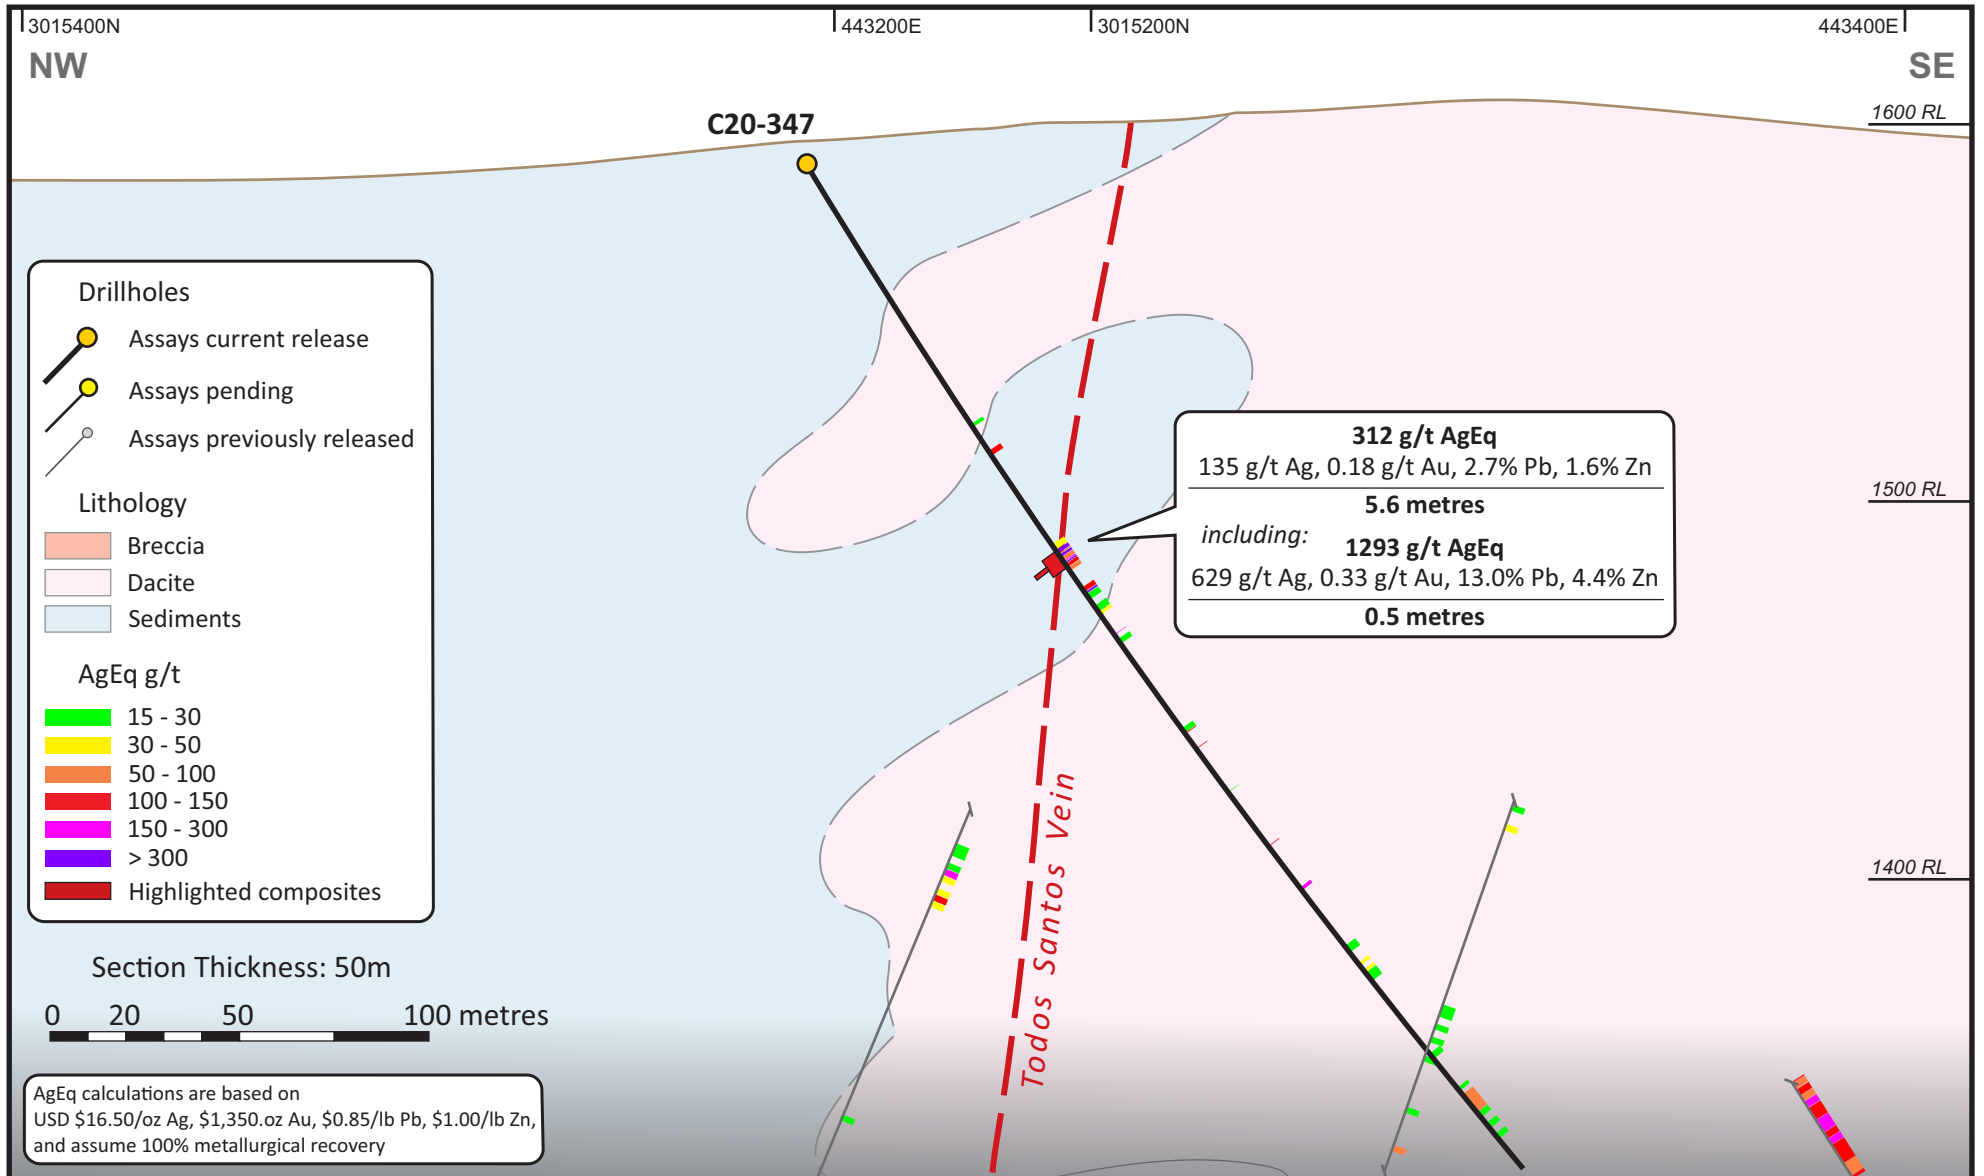 3015400N
443200E
3015200N
443400E
NW
SE
C20-347
1600 RL
1500 RL
1400 RL
Drillholes
Assays current release
Assays pending
Assays previously released
Lithology
Breccia
Dacite
Sediments
AgEq g/t
15 - 30
30 - 50
50 - 100
100 - 150
150 - 300
> 300
Highlighted composites
312 g/t AgEq
135 g/t Ag, 0.18 g/t Au, 2.7% Pb, 1.6% Zn
5.6 metres
including:
1293 g/t AgEq
629 g/t Ag, 0.33 g/t Au, 13.0% Pb, 4.4% Zn
0.5 metres
Todos Santos Vein
Section Thickness: 50m
0 20 50 100 metres
AgEq calculations are based on
USD $16.50/oz Ag, $1,350.oz Au, $0.85/lb Pb, $1.00/lb Zn,
and assume 100% metallurgical recovery